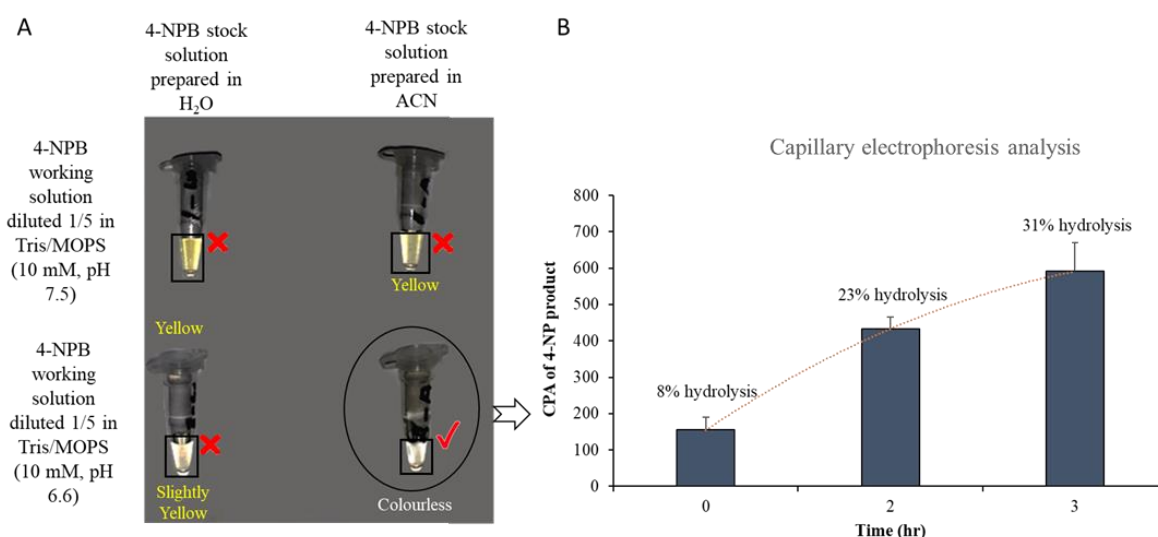 A
4-NPB stock
solution
prepared in
H₂O
4-NPB stock
solution
prepared in
ACN
4-NPB
working
solution
diluted 1/5 in
Tris/MOPS
(10 mM, pH
7.5)
Yellow
Yellow
4-NPB
working
solution
diluted 1/5 in
Tris/MOPS
(10 mM, pH
6.6)
Slightly
Yellow
Colourless
B
Capillary electrophoresis analysis
CPA of 4-NP product
800
700
600
500
400
300
200
100
0
8% hydrolysis
23% hydrolysis
31% hydrolysis
0
2
3
Time (hr)